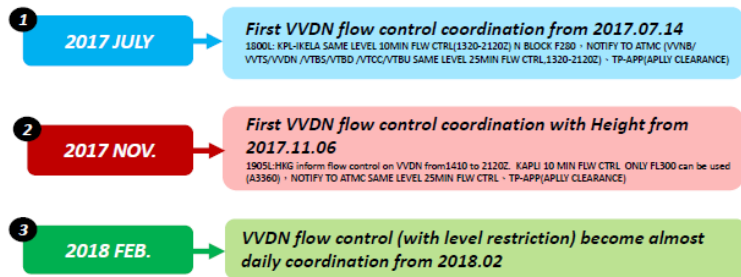 1
2017 JULY
First VVDN flow control coordination from 2017.07.14
1800L: KPL-IKELA SAME LEVEL 10MIN FLW CTRL(1320-2120Z) N BLOCK F280、NOTIFY TO ATMC (VVNB/
VVTS/VVDN /VTBS/VTBD /VTCC/VTBU SAME LEVEL 25MIN FLW CTRL,1320-2120Z)、TP-APP(APLLY CLEARANCE)
2
2017 NOV.
First VVDN flow control coordination with Height from
2017.11.06
1905L:HKG inform flow control on VVDN from1410 to 2120Z. KAPLI 10 MIN FLW CTRL ONLY FL300 can be used
(A3360)、NOTIFY TO ATMC SAME LEVEL 25MIN FLW CTRL、TP-APP(APLLY CLEARANCE)
3
2018 FEB.
VVDN flow control (with level restriction) become almost
daily coordination from 2018.02